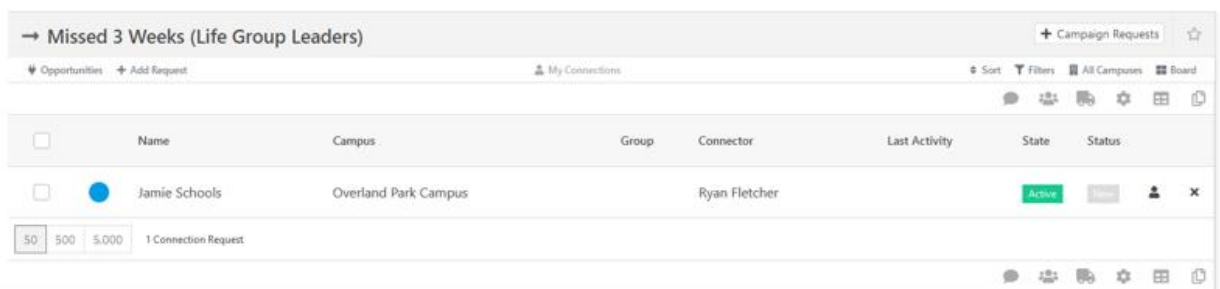 → Missed 3 Weeks (Life Group Leaders)
+ Campaign Requests
Opportunities + Add Request
My Connections
Sort Filters All Campuses Board
Name Campus Group Connector Last Activity State Status
Jamie Schools Overland Park Campus Ryan Fletcher Active New
50 500 5,000 1 Connection Request